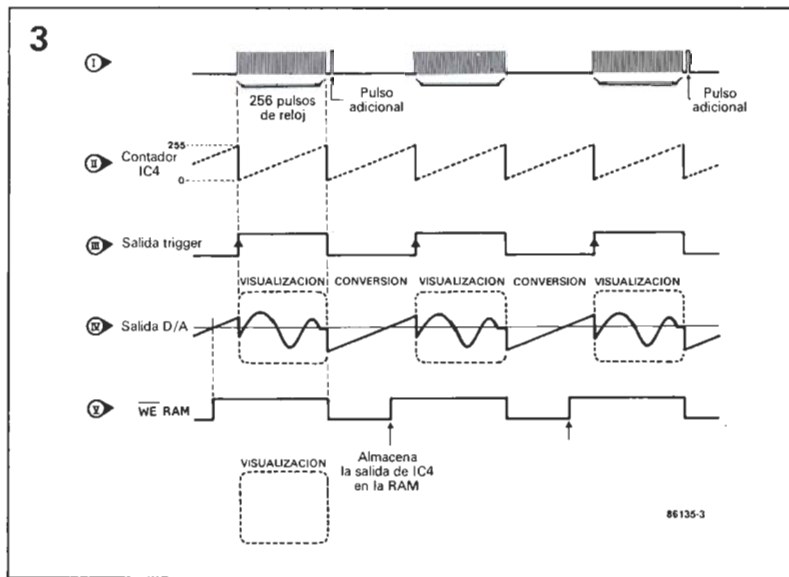 3
I
256 pulsos
de reloj
Pulso
adicional
Pulso
adicional
II
Contador
IC4
255
0
III
Salida trigger
VISUALIZACION
CONVERSION
VISUALIZACION
CONVERSION
VISUALIZACION
IV
Salida D/A
V
WE RAM
Almacena
la salida de IC4
en la RAM
VISUALIZACION
86135-3